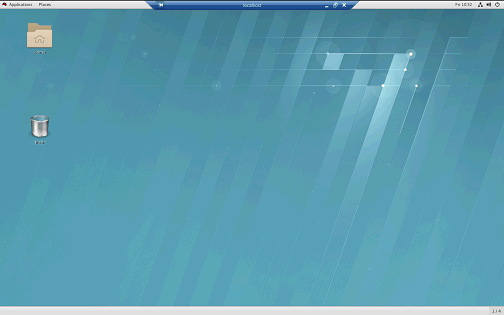 Applications Places
localhost
Fri 10:32
1 / 4